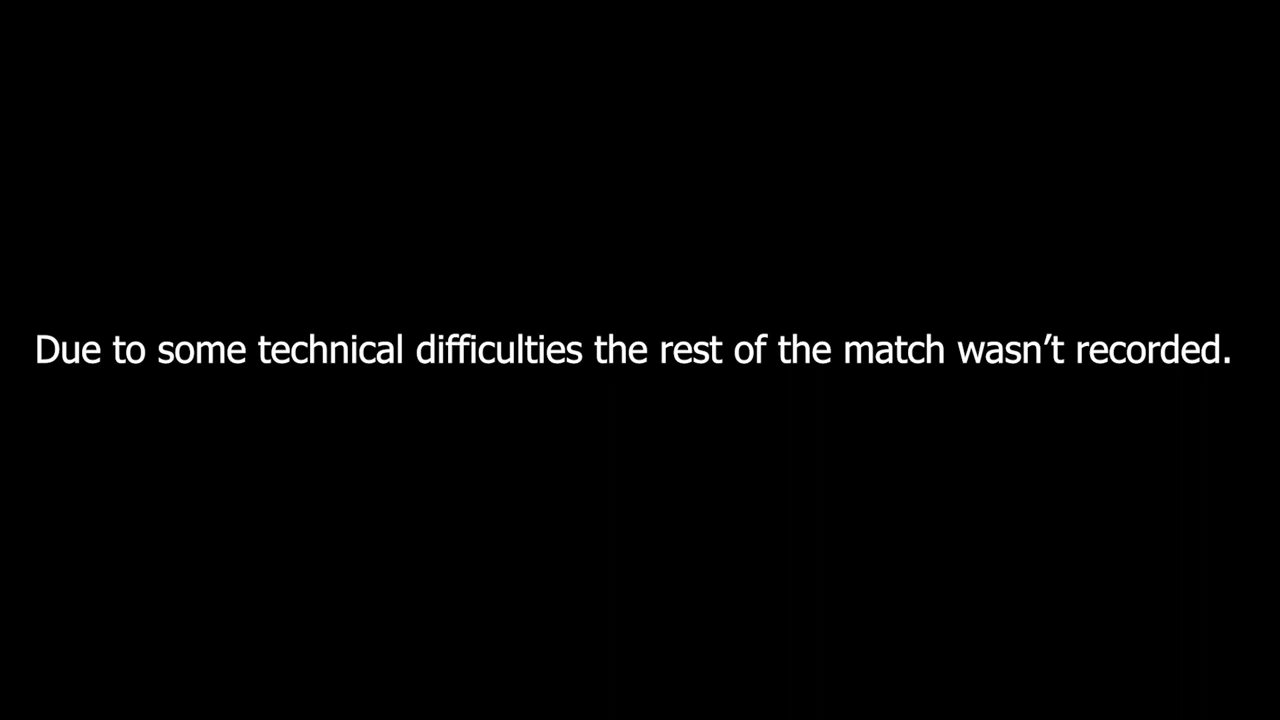 Due to some technical difficulties the rest of the match wasn’t recorded.